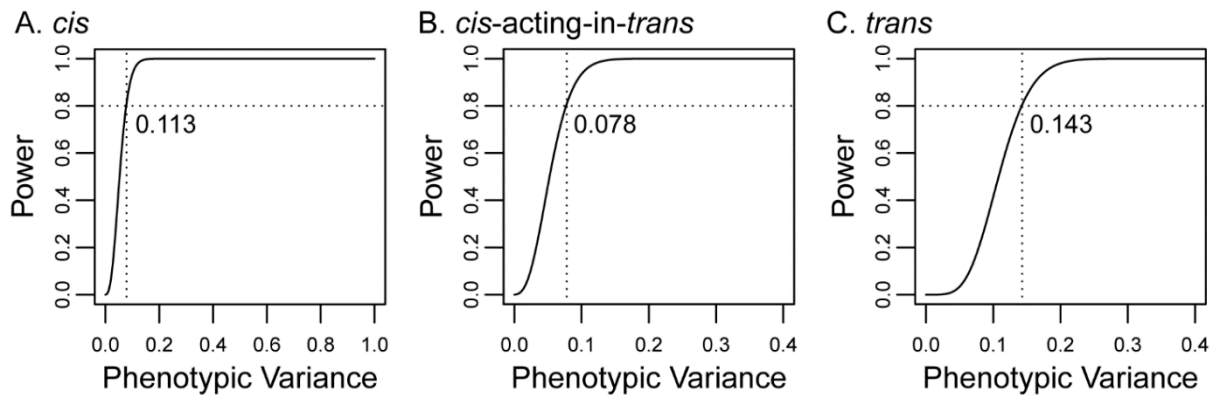 A. cis
B. cis-acting-in-trans
C. trans
Power
0.0 0.2 0.4 0.6 0.8 1.0
0.113
0.0 0.2 0.4 0.6 0.8 1.0
Phenotypic Variance
Power
0.0 0.2 0.4 0.6 0.8 1.0
0.078
0.0 0.1 0.2 0.3 0.4
Phenotypic Variance
Power
0.0 0.2 0.4 0.6 0.8 1.0
0.143
0.0 0.1 0.2 0.3 0.4
Phenotypic Variance